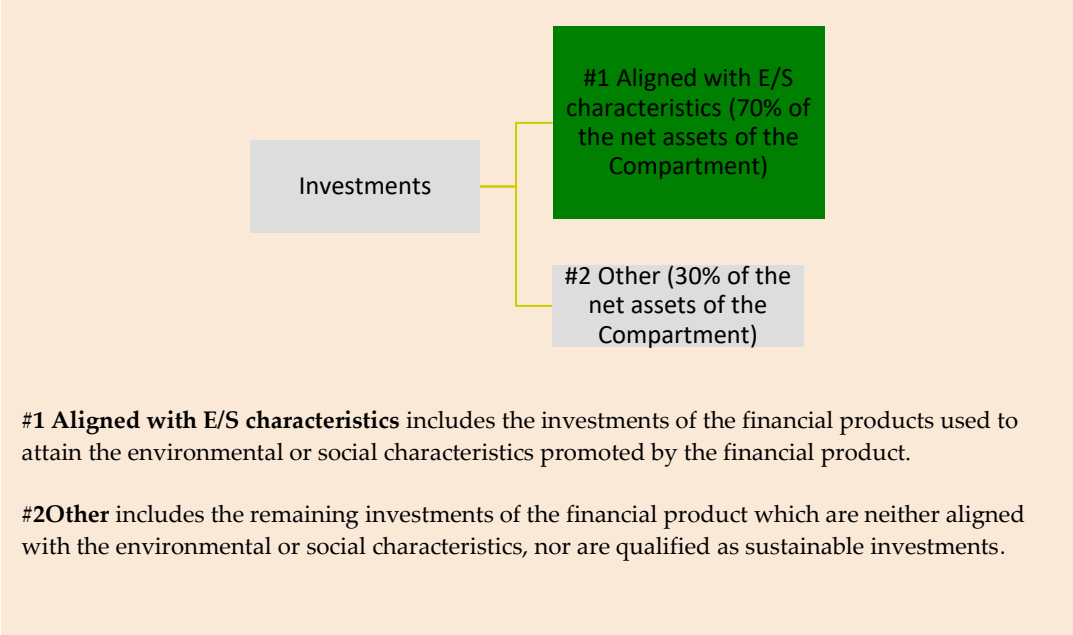 #1 Aligned with E/S
characteristics (70% of
the net assets of the
Compartment)
Investments
#2 Other (30% of the
net assets of the
Compartment)
#1 Aligned with E/S characteristics includes the investments of the financial products used to
attain the environmental or social characteristics promoted by the financial product.
#2Other includes the remaining investments of the financial product which are neither aligned
with the environmental or social characteristics, nor are qualified as sustainable investments.